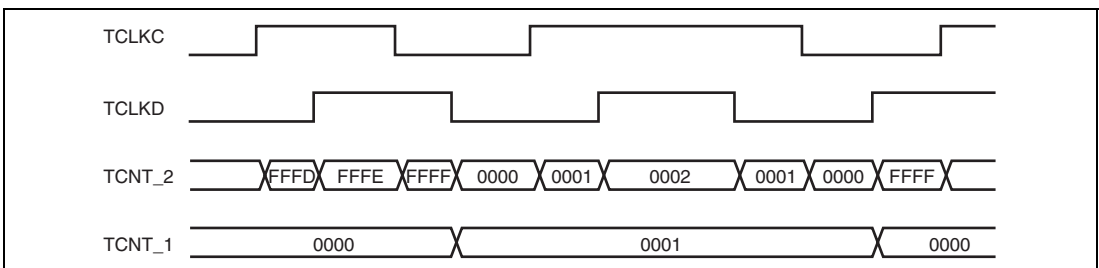 TCLKC
TCLKD
TCNT_2 FFFD FFFE FFFF 0000 0001 0002 0001 0000 FFFF
TCNT_1 0000 0001 0000